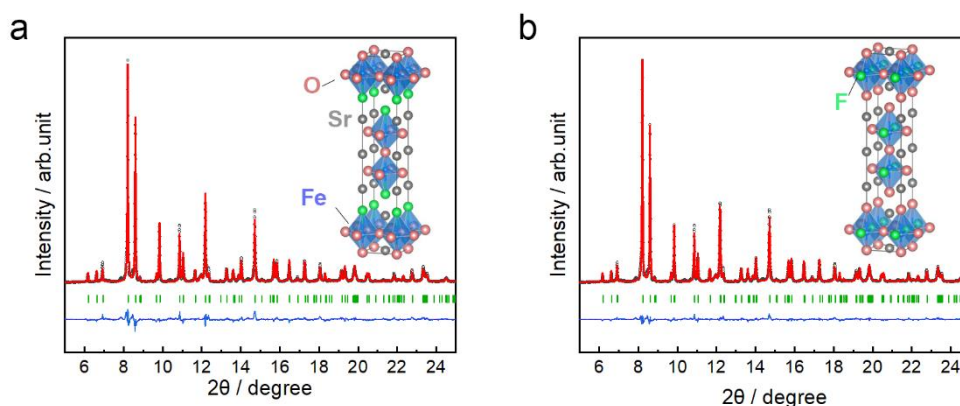 a
Intensity / arb.unit
O
Sr
Fe
6 8 10 12 14 16 18 20 22 24
2θ / degree
b
Intensity / arb.unit
F
6 8 10 12 14 16 18 20 22 24
2θ / degree